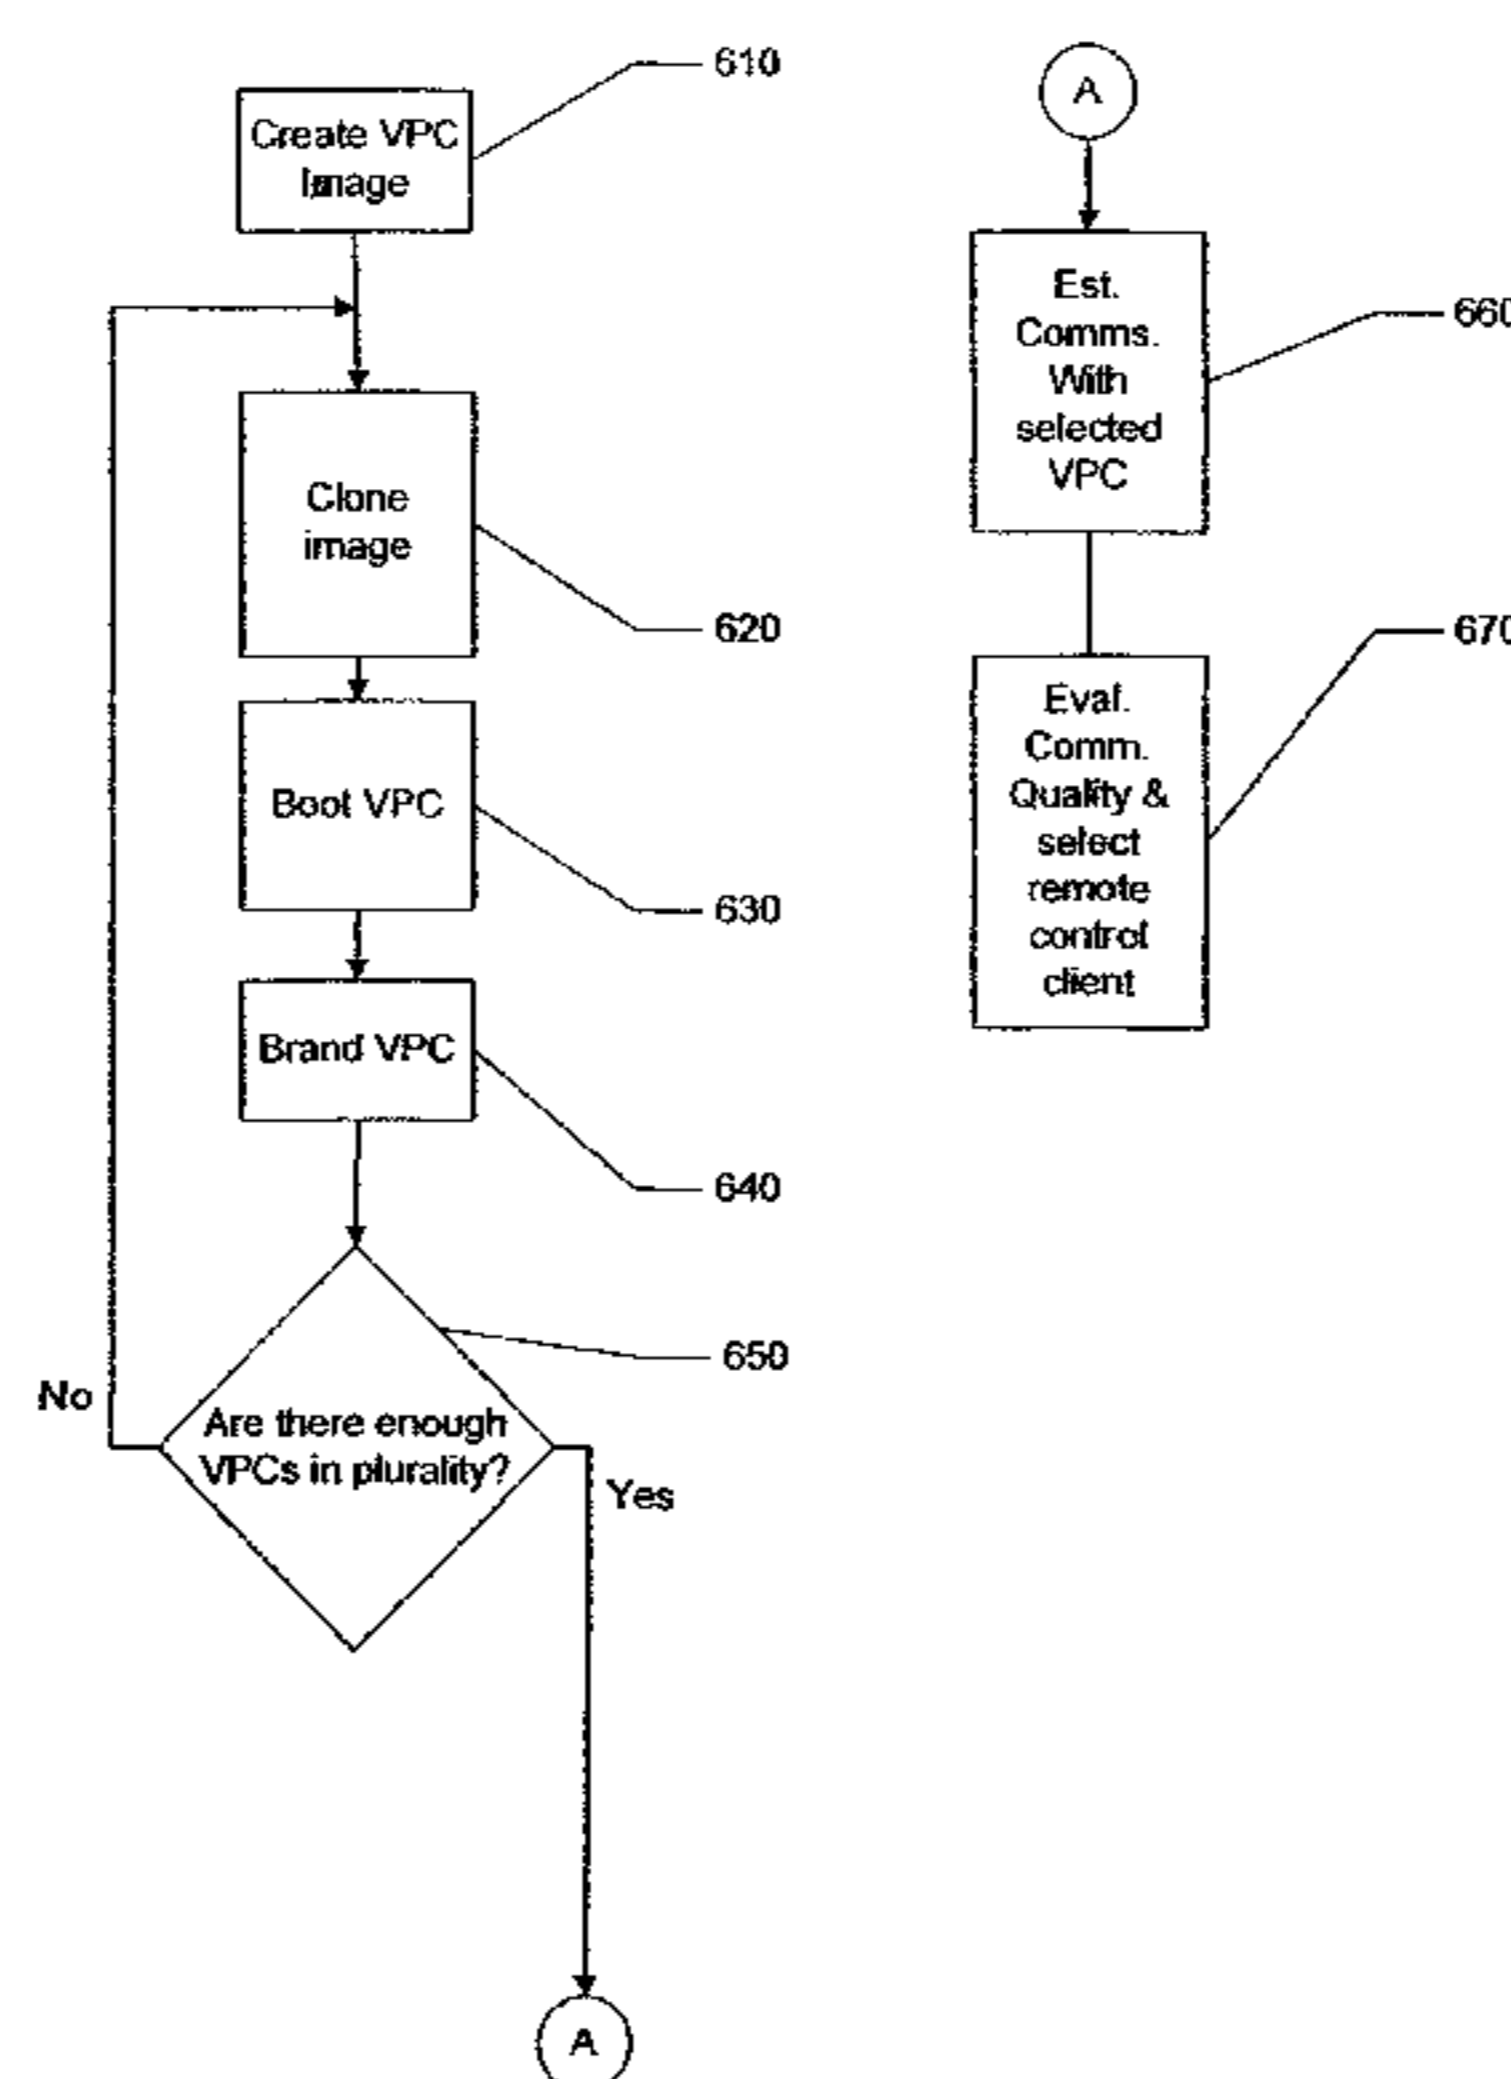 610
Create VPC
Image
Clone
image
620
Boot VPC
630
Brand VPC
640
650
No
Are there enough
VPCs in plurality?
Yes
A
A
Est.
Comms.
With
selected
VPC
660
Eval.
Comm.
Quality &
select
remote
control
client
670